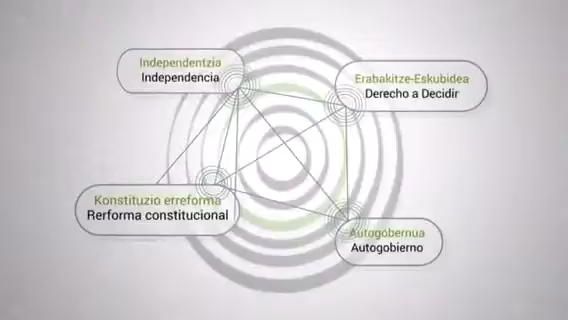 Independentzia
Independencia
Erabakitze-Eskubidea
Derecho a Decidir
Konstituzio erreforma
Rerforma constitucional
Autogobernua
Autogobierno